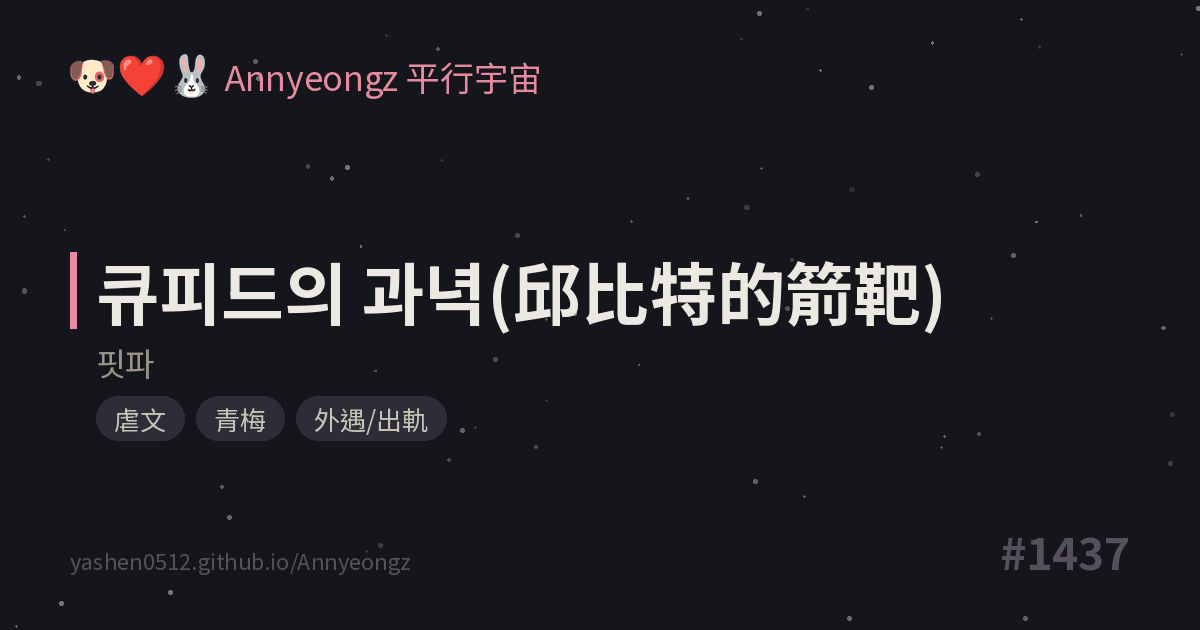 🐶❤️🐰 Annyeongz 平行宇宙
큐피드의 과녁(邱比特的箭靶)
핏파
虐文 青梅 外遇/出軌
yashen0512.github.io/Annyeongz
#1437